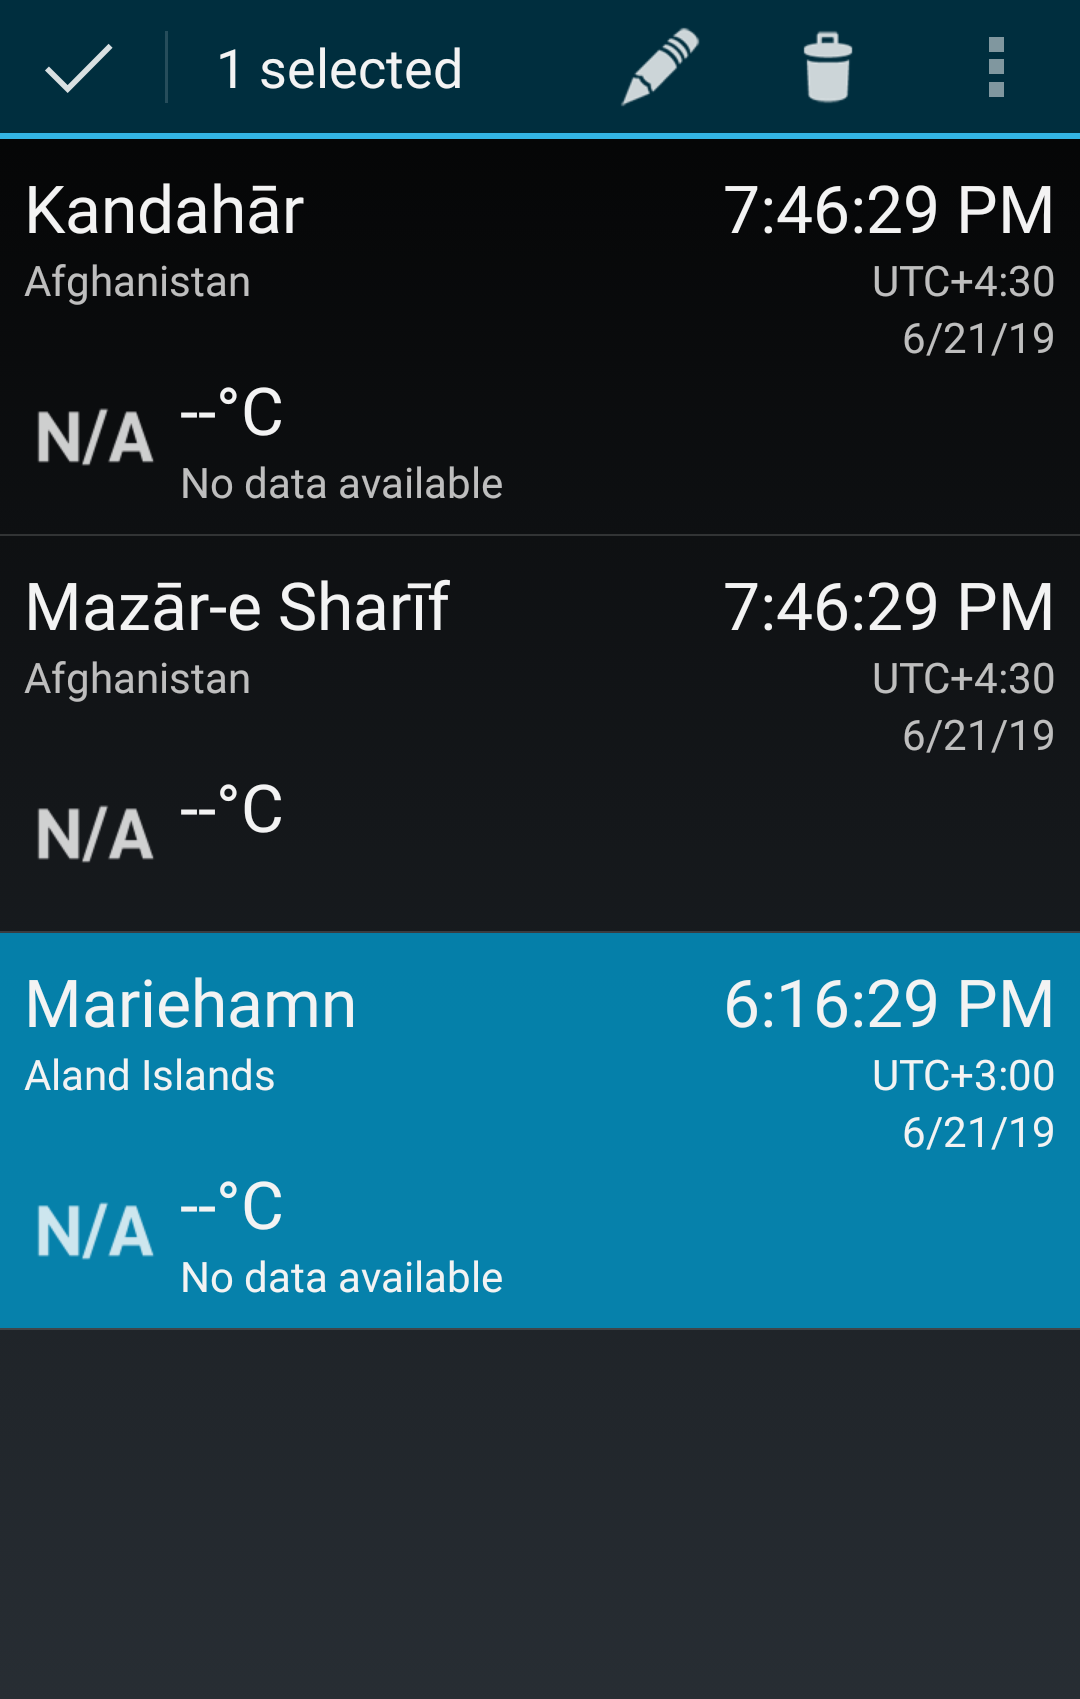 1 selected
Kandahār 7:46:29 PM
Afghanistan UTC+4:30
6/21/19
N/A --°C
No data available
Mazār-e Sharīf 7:46:29 PM
Afghanistan UTC+4:30
6/21/19
N/A --°C
Mariehamn 6:16:29 PM
Aland Islands UTC+3:00
6/21/19
N/A --°C
No data available